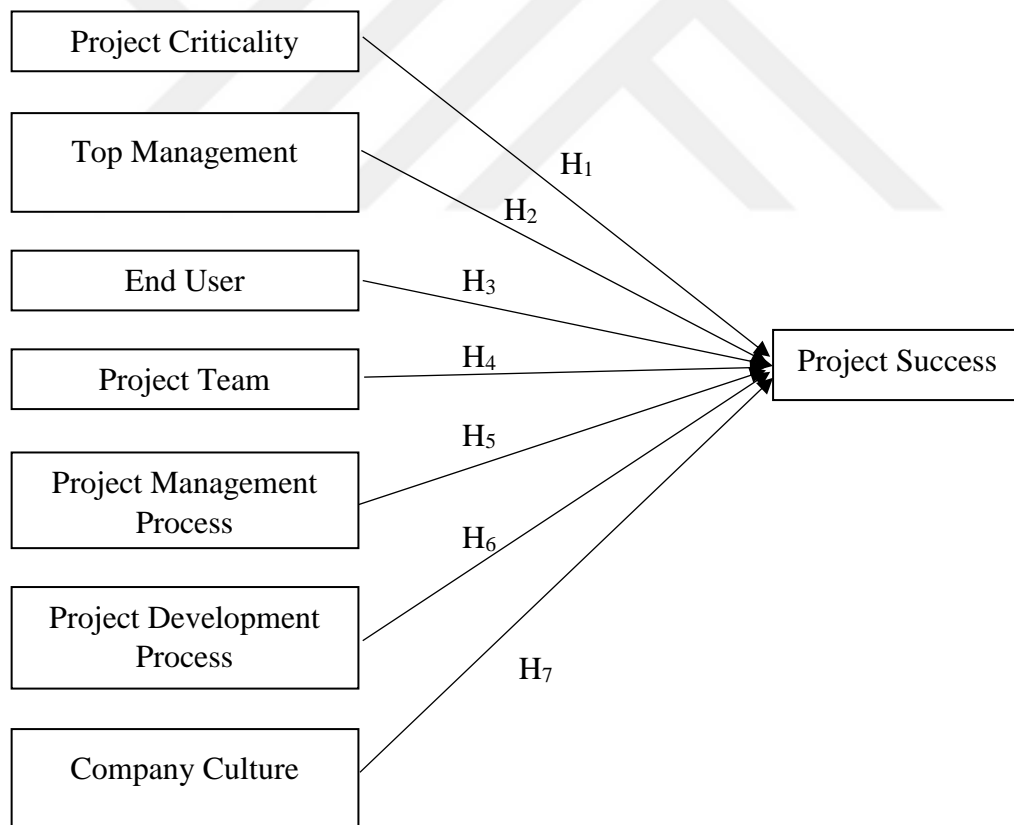 Project Criticality
Top Management
H₁
H₂
End User
H₃
Project Success
H₄
Project Team
H₅
Project Management
Process
H₆
Project Development
Process
H₇
Company Culture